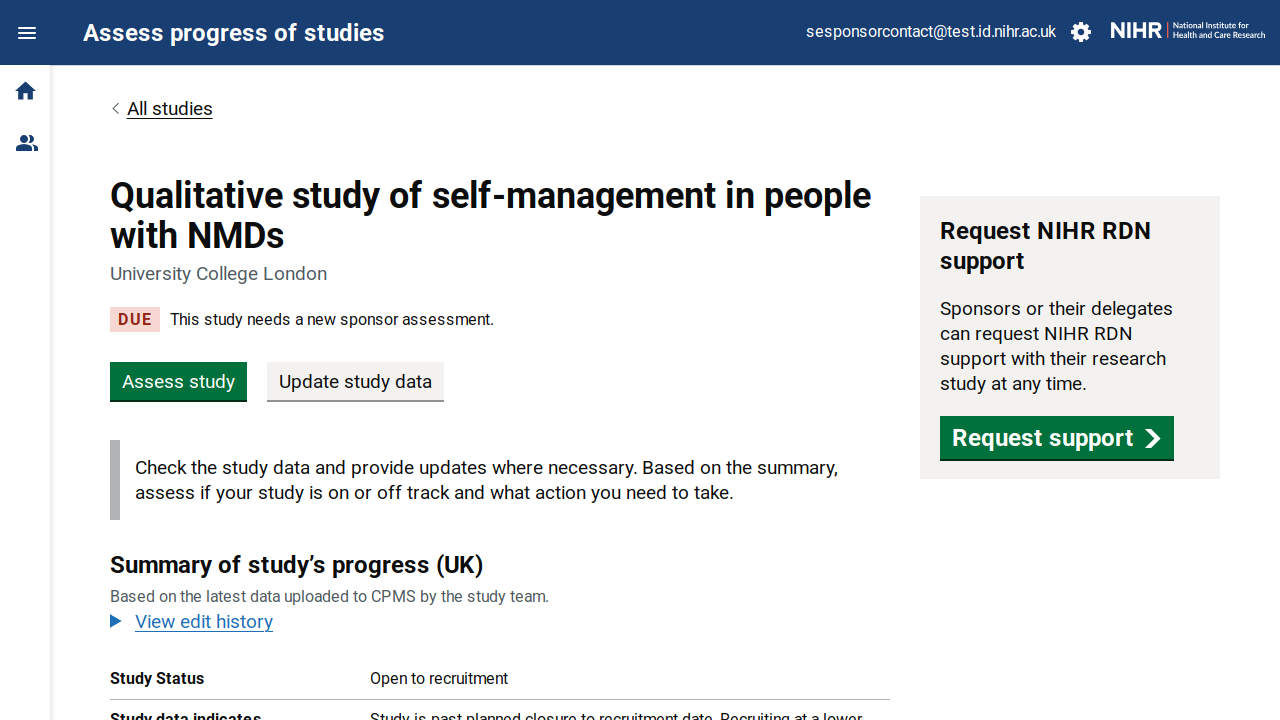 Assess progress of studies
sesponsorcontact@test.id.nihr.ac.uk
NIHR
National Institute for
Health and Care Research
All studies
Qualitative study of self-management in people
with NMDs
University College London
DUE
This study needs a new sponsor assessment.
Assess study
Update study data
Check the study data and provide updates where necessary. Based on the summary,
assess if your study is on or off track and what action you need to take.
Summary of study’s progress (UK)
Based on the latest data uploaded to CPMS by the study team.
View edit history
Study Status
Open to recruitment
Study data indicates
Study is past planned closure to recruitment date, Recruiting at a lower
Request NIHR RDN
support
Sponsors or their delegates
can request NIHR RDN
support with their research
study at any time.
Request support